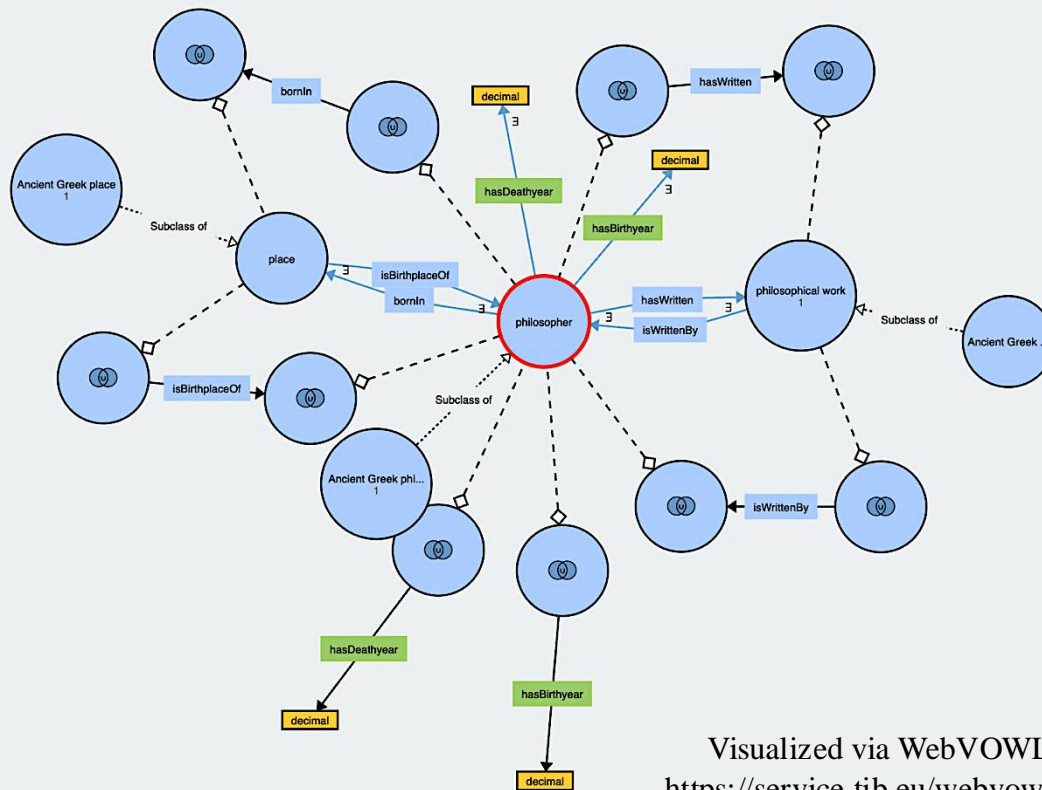 bornIn
hasWritten
decimal
decimal
Ancient Greek place
1
hasDeathyear
Subclass of
hasBirthyear
place
E
isBirthplaceOf
bornIn
E
philosopher
hasWritten
E
isWrittenBy
E
philosophical work
1
Subclass of
Ancient Greek .
E
E
isBirthplaceOf
Subclass of
Ancient Greek phi...
1
isWrittenBy
hasDeathyear
hasBirthyear
decimal
decimal
Visualized via WebVOWL